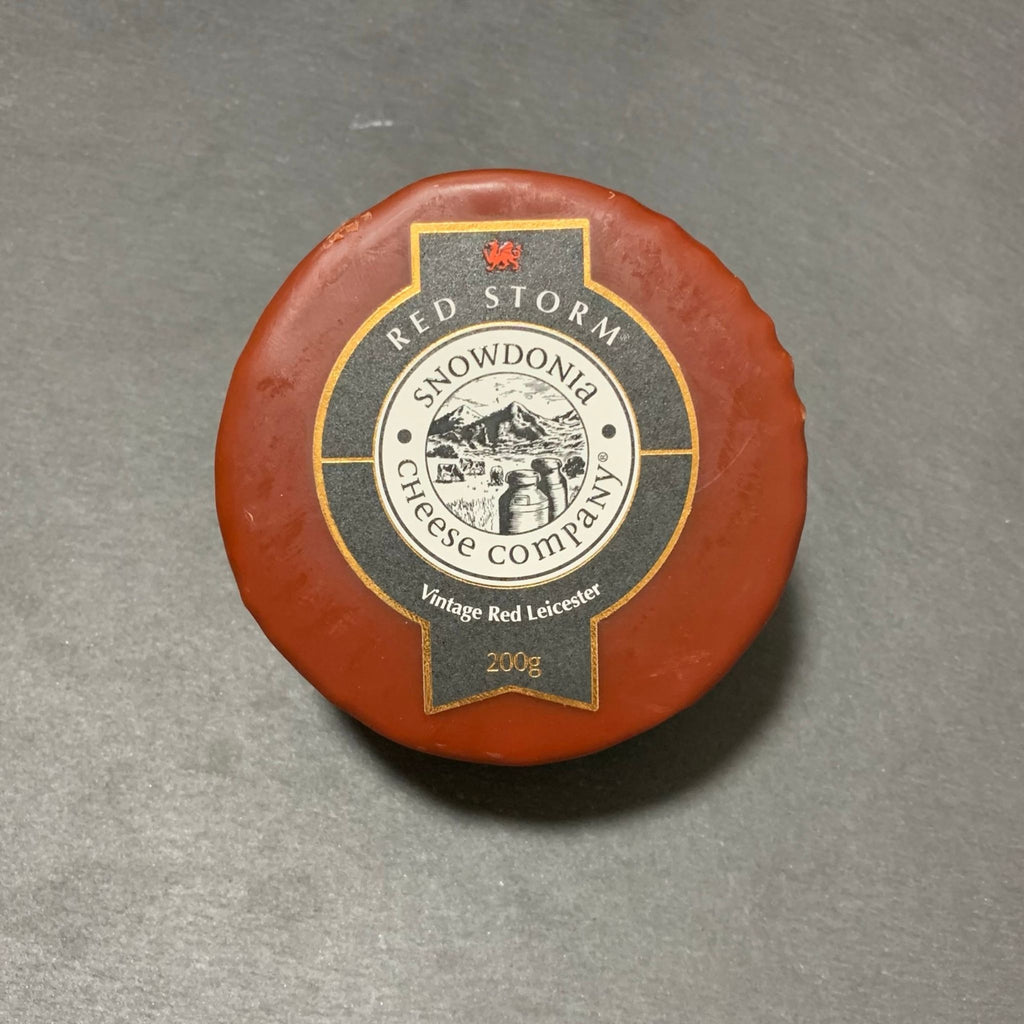 RED STORM®
SNOWDONIa
CHeese company®
Vintage Red Leicester
200g